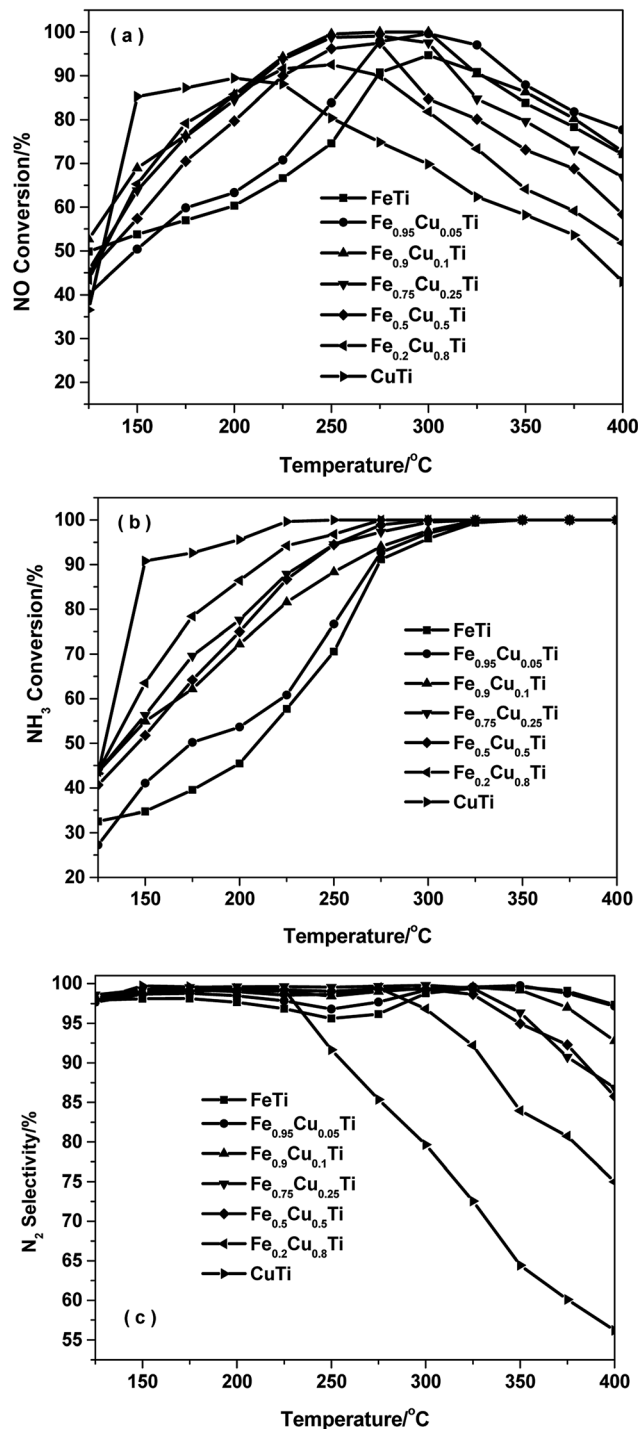 ( a )
NO Conversion/%
100
90
80
70
60
50
40
30
20
FeTi
Fe0.95Cu0.05Ti
Fe0.9Cu0.1Ti
Fe0.75Cu0.25Ti
Fe0.5Cu0.5Ti
Fe0.2Cu0.8Ti
CuTi
150 200 250 300 350 400
Temperature/°C
( b )
NH3 Conversion/%
100
90
80
70
60
50
40
30
20
FeTi
Fe0.95Cu0.05Ti
Fe0.9Cu0.1Ti
Fe0.75Cu0.25Ti
Fe0.5Cu0.5Ti
Fe0.2Cu0.8Ti
CuTi
150 200 250 300 350 400
Temperature/°C
N2 Selectivity/%
100
95
90
85
80
75
70
65
60
55
FeTi
Fe0.95Cu0.05Ti
Fe0.9Cu0.1Ti
Fe0.75Cu0.25Ti
Fe0.5Cu0.5Ti
Fe0.2Cu0.8Ti
CuTi
( c )
150 200 250 300 350 400
Temperature/°C